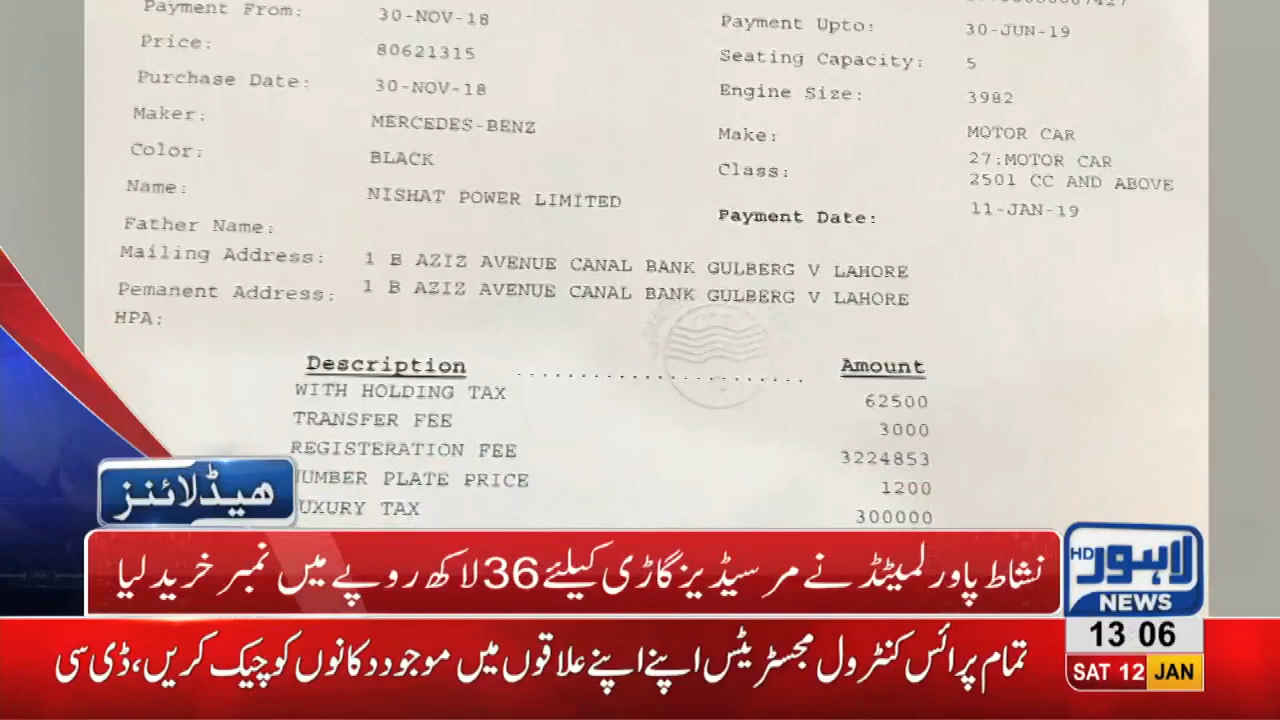 Payment From: 30-NOV-18
Payment Upto: 30-JUN-19
Price: 80621315
Seating Capacity: 5
Purchase Date: 30-NOV-18
Engine Size: 3982
Maker: MERCEDES-BENZ
Make: MOTOR CAR
Color: BLACK
Class: 27:MOTOR CAR
2501 CC AND ABOVE
Name: NISHAT POWER LIMITED
Payment Date: 11-JAN-19
Father Name:
Mailing Address: 1 B AZIZ AVENUE CANAL BANK GULBERG V LAHORE
Pemanent Address: 1 B AZIZ AVENUE CANAL BANK GULBERG V LAHORE
HPA:
Description .................... Amount
WITH HOLDING TAX 62500
TRANSFER FEE 3000
REGISTERATION FEE 3224853
NUMBER PLATE PRICE 1200
LUXURY TAX 300000
ہیڈلائنز
نشاط پاور لمیٹڈ نے مرسیڈیز گاڑی کیلئے 36 لاکھ روپے میں نمبر خرید لیا
لاہور HD
NEWS
13 06
SAT 12 JAN
تمام پرائس کنٹرول مجسٹریٹس اپنے اپنے علاقوں میں موجود دکانوں کو چیک کریں، ڈی سی